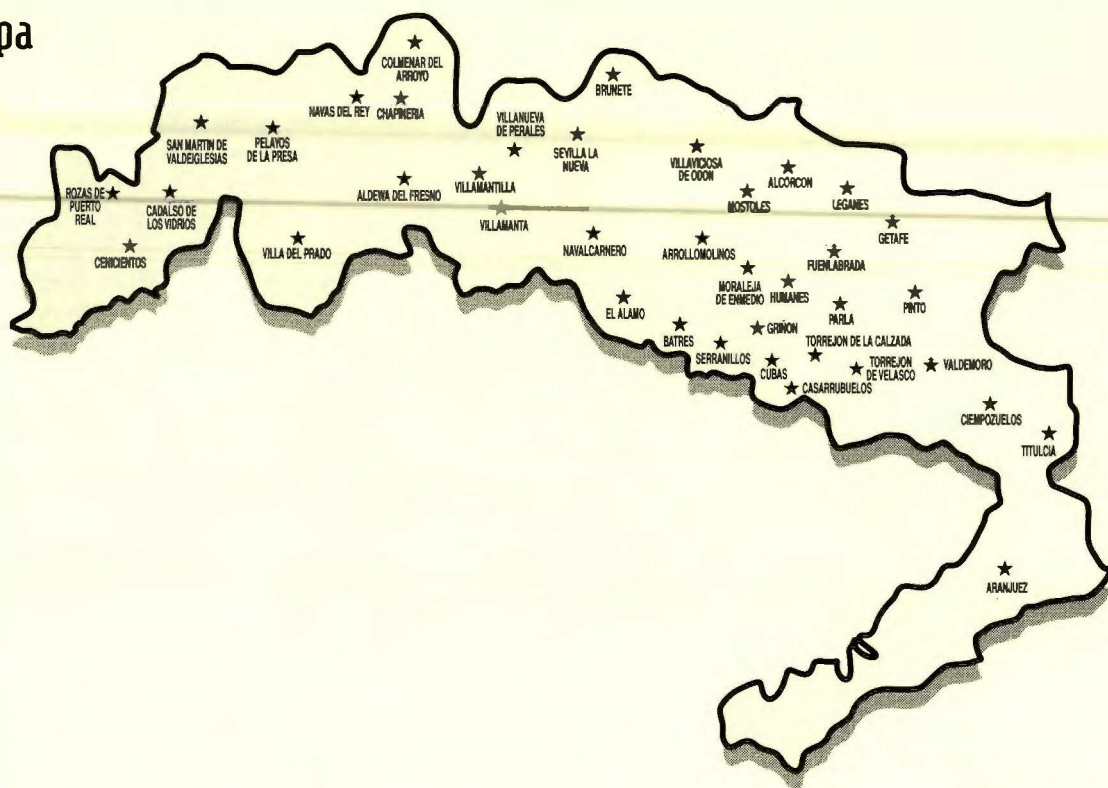 pa
COLMENAR DEL
ARROYO
BRUNETE
NAVAS DEL REY
CHAPINERIA
VILLANUEVA
DE PERALES
SEVILLA LA
NUEVA
SAN MARTIN DE
VALDEIGLESIAS
PELAYOS
DE LA PRESA
VILLAVICIOSA
DE ODON
ALCORCON
ROZAS DE
PUERTO
REAL
CADALSO DE
LOS VIDRIOS
ALDEWA DEL FRESNO
VILLAMANTILLA
MOSTOLES
LEGANES
VILLAMANTA
GETAFE
CENICIENTOS
VILLA DEL PRADO
NAVALCARNERO
ARROLLOMOLINOS
FUENLABRADA
MORALEJA
DE ENMEDIO
HUMANES
PINTO
EL ALAMO
PARLA
BATRES
GRIÑON
SERRANILLOS
TORREJON DE LA CALZADA
CUBAS
TORREJON
DE VELASCO
VALDEMORO
CASARRUBUELOS
CIEMPOZUELOS
TITULCIA
ARANJUEZ